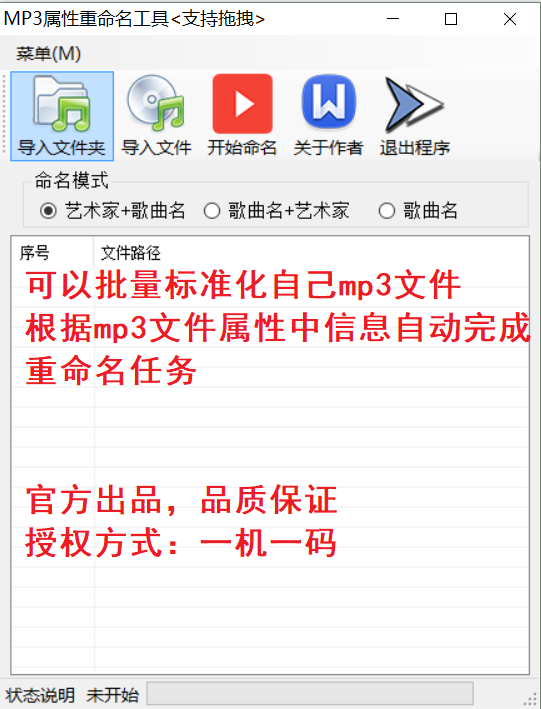 MP3属性重命名工具<支持拖拽>
菜单(M)
导入文件夹 导入文件 开始命名 关于作者 退出程序
命名模式
艺术家+歌曲名 歌曲名+艺术家 歌曲名
序号 文件路径
可以批量标准化自己mp3文件
根据mp3文件属性中信息自动完成
重命名任务
官方出品，品质保证
授权方式：一机一码
状态说明 未开始